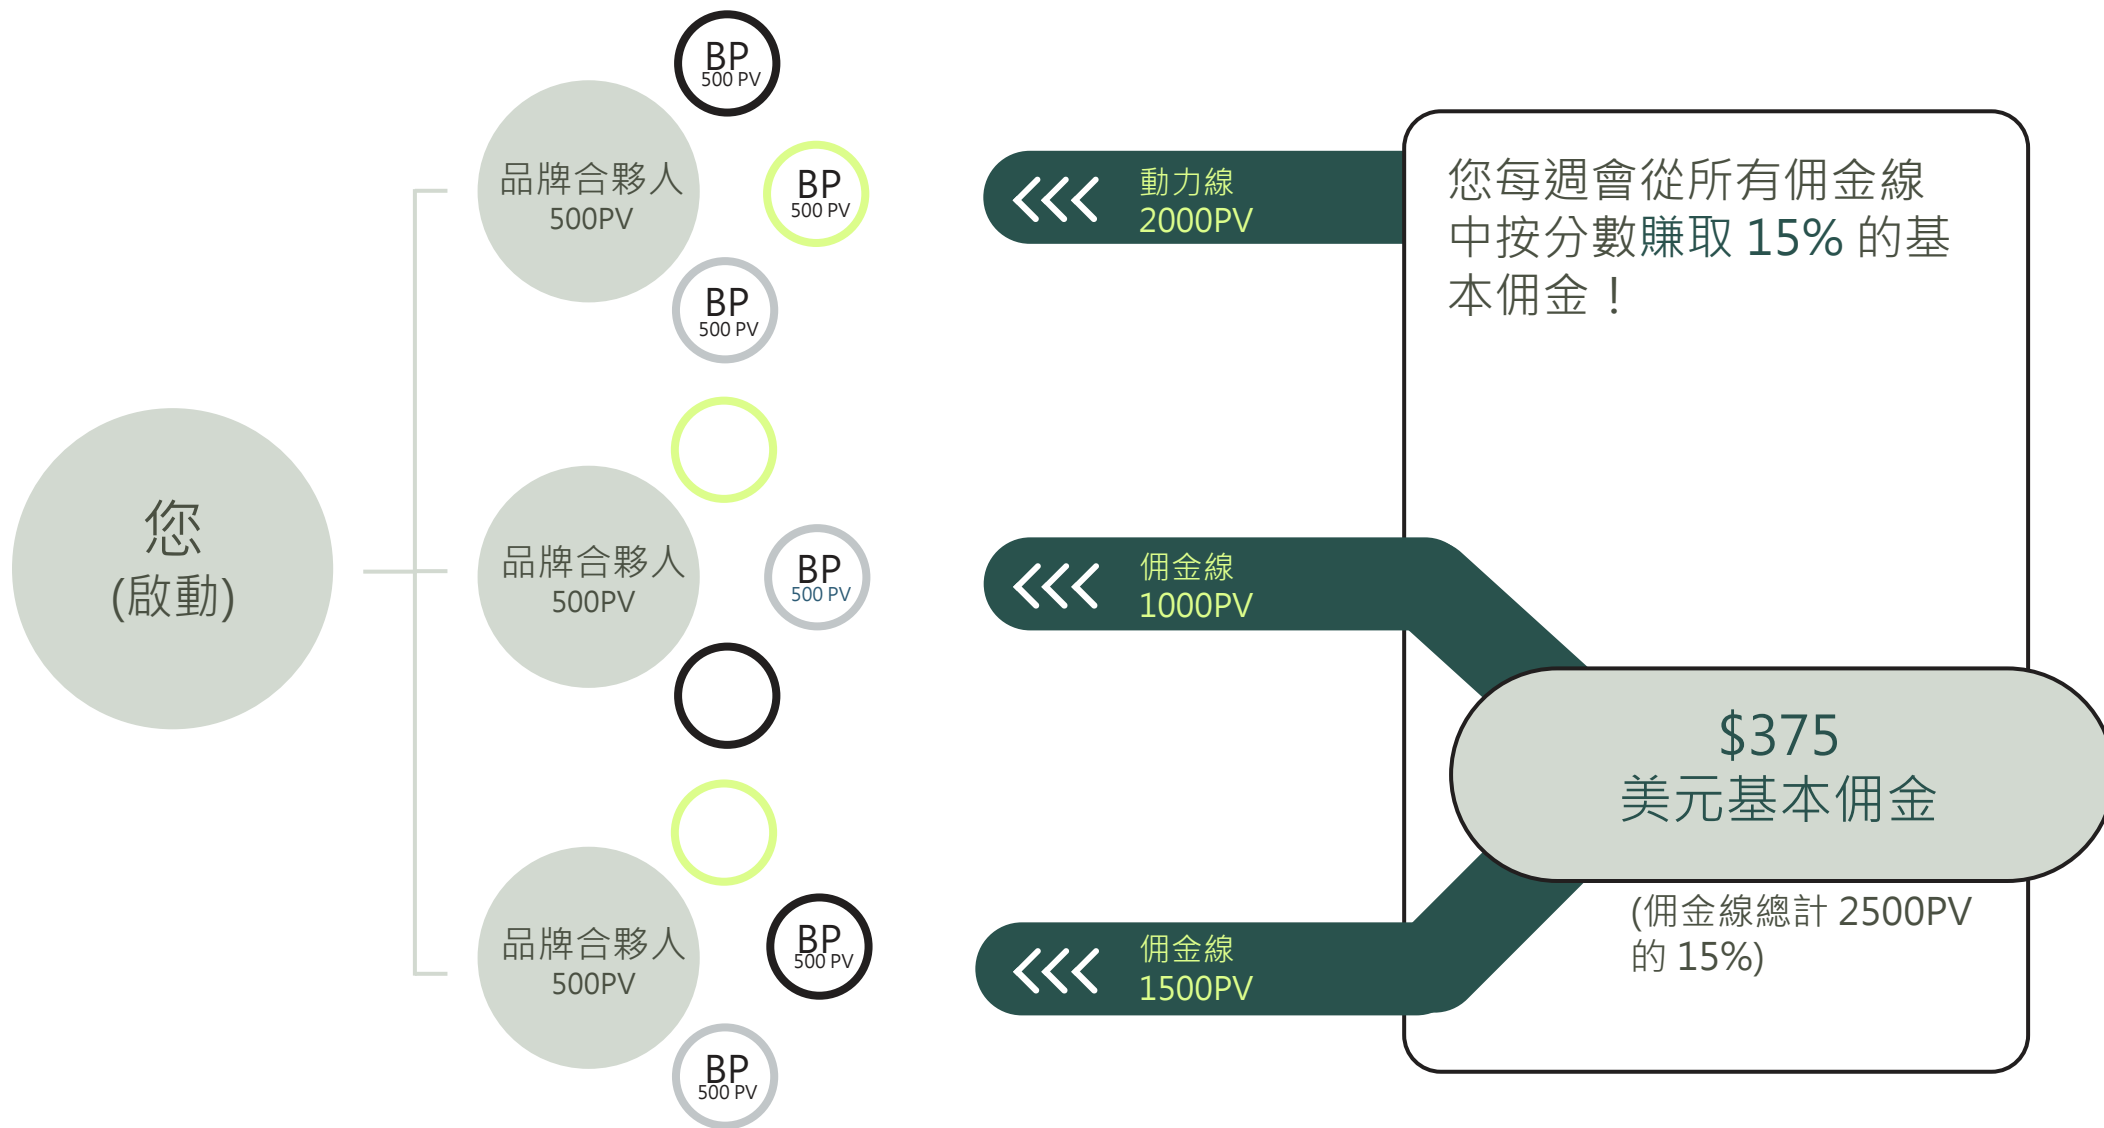 BP
500 PV
品牌合夥人
500PV
BP
500 PV
BP
500 PV
動力線
2000PV
您每週會從所有佣金線
中按分數賺取 15% 的基
本佣金！
您
(啟動)
品牌合夥人
500PV
BP
500 PV
佣金線
1000PV
$375
美元基本佣金
(佣金線總計 2500PV
的 15%)
品牌合夥人
500PV
BP
500 PV
佣金線
1500PV
BP
500 PV